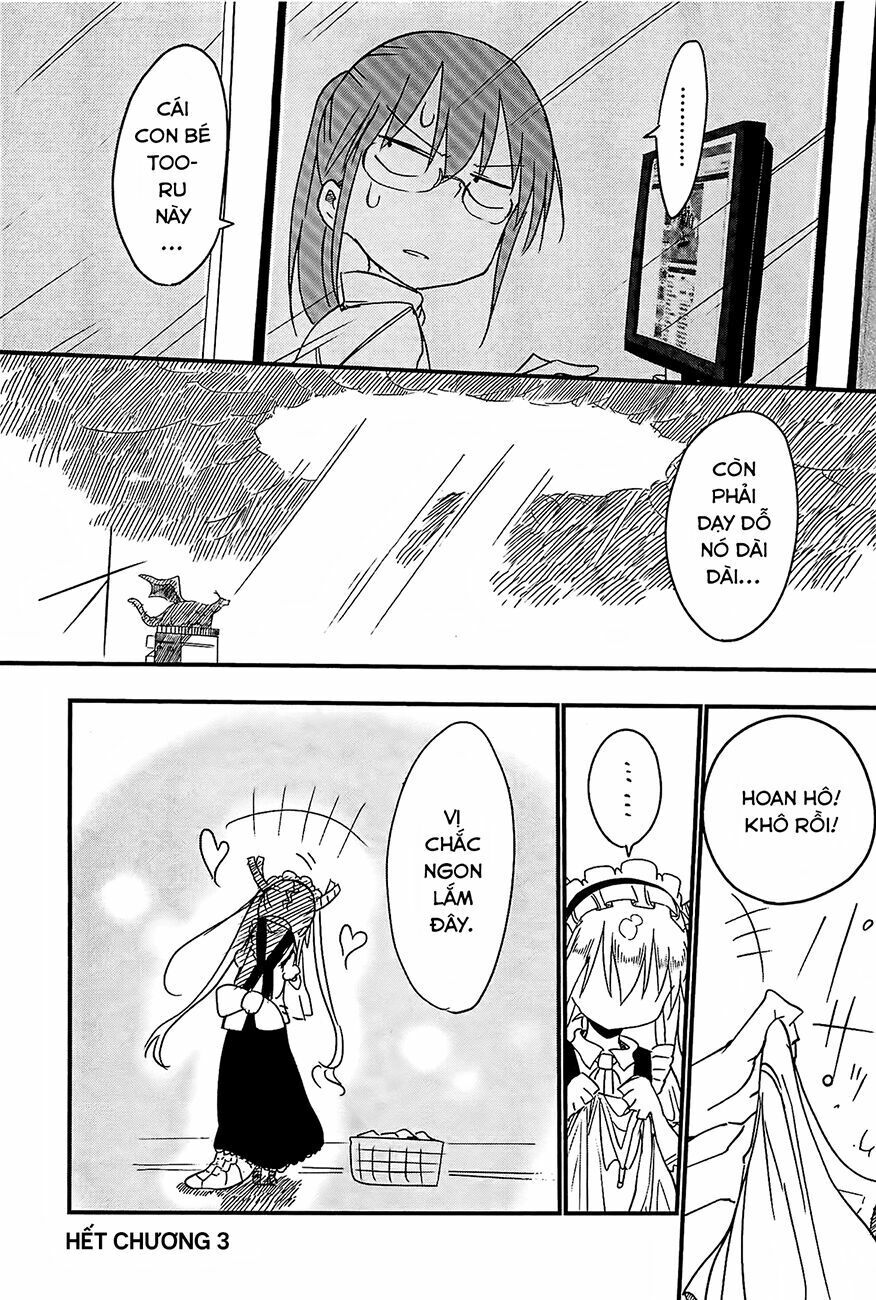 .........
CÁI
CON BÉ
TOO-
RU
NÀY
...
CÒN
PHẢI
DẠY DỖ
NÓ DÀI
DÀI...
HOAN HÔ!
KHÔ RỒI!
.....
VỊ
CHẮC
NGON
LẮM
ĐÂY.
HẾT CHƯƠNG 3